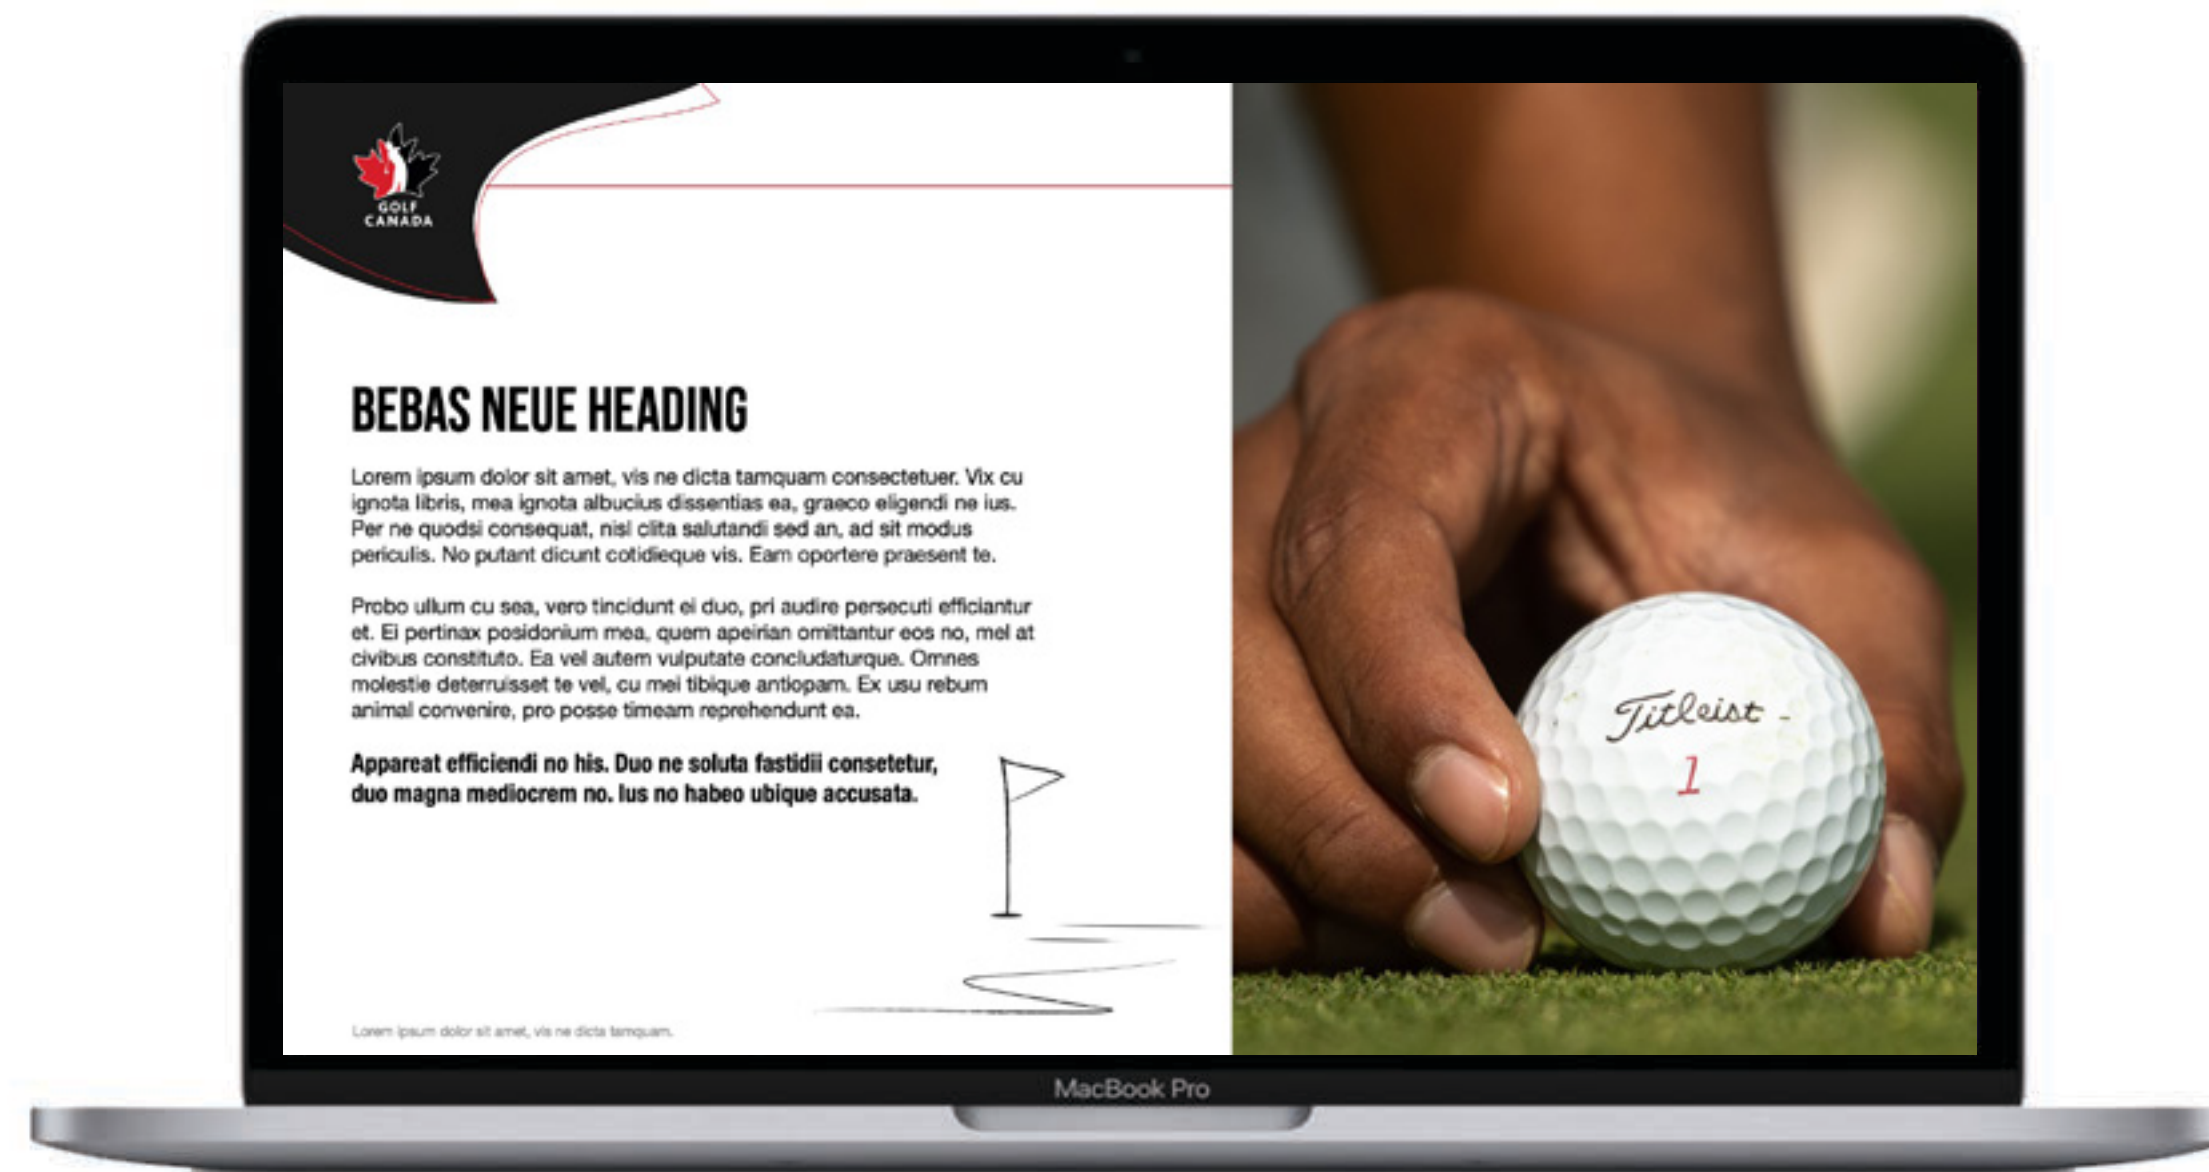 GOLF
CANADA
BEBAS NEUE HEADING
Lorem ipsum dolor sit amet, vis ne dicta tamquam consectetuer. Vix cu
ignota libris, mea ignota albucius dissentias ea, graeco eligendi ne ius.
Per ne quodsi consequat, nisl clita salutandi sed an, ad sit modus
periculis. No putant dicunt cotidieque vis. Eam oportere praesent te.
Probo ullum cu sea, vero tincidunt ei duo, pri audire persecuti efficiantur
et. Ei pertinax posidonium mea, quem apeirian omittantur eos no, mel at
civibus constituto. Ea vel autem vulputate concludaturque. Omnes
molestie deterruisset te vel, cu mei tibique antiopam. Ex usu rebum
animal convenire, pro posse timeam reprehendunt ea.
Appareat efficiendi no his. Duo ne soluta fastidii consetetur,
duo magna mediocrem no. Ius no habeo ubique accusata.
Lorem ipsum dolor sit amet, vis ne dicta tamquam.
Titleist
1
MacBook Pro